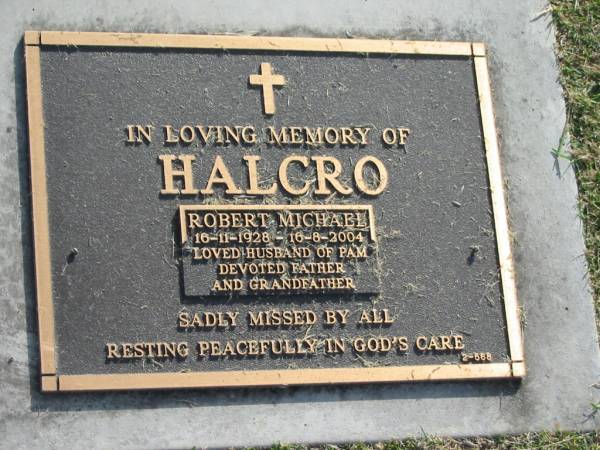 IN LOVING MEMORY OF
HALCRO
ROBERT MICHAEL
16-11-1928 - 16-8-2004
LOVED HUSBAND OF PAM
DEVOTED FATHER
AND GRANDFATHER
SADLY MISSED BY ALL
RESTING PEACEFULLY IN GOD'S CARE
2-568